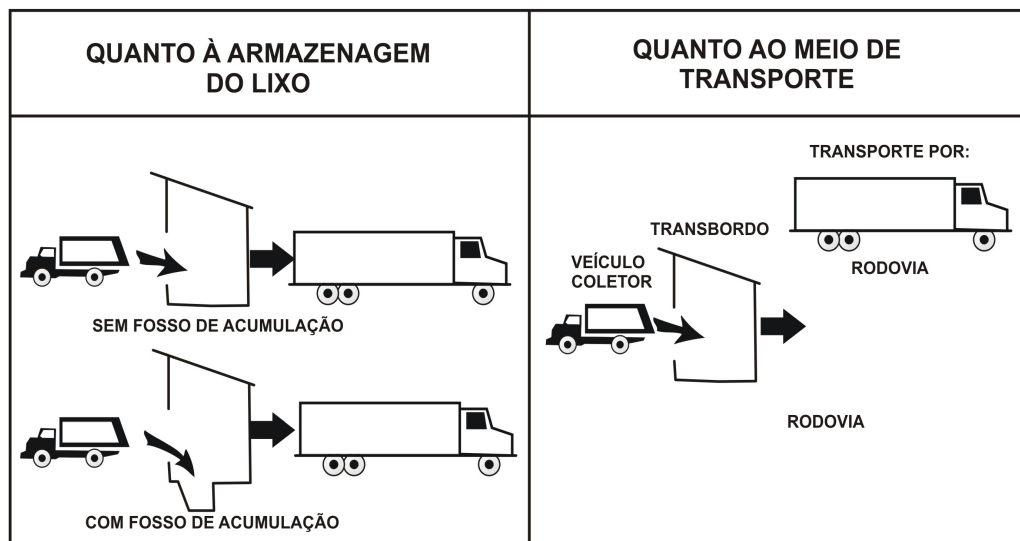 QUANTO À ARMAZENAGEM
DO LIXO
QUANTO AO MEIO DE
TRANSPORTE
SEM FOSSO DE ACUMULAÇÃO
COM FOSSO DE ACUMULAÇÃO
TRANSPORTE POR:
TRANSBORDO
VEÍCULO
COLETOR
RODOVIA
RODOVIA